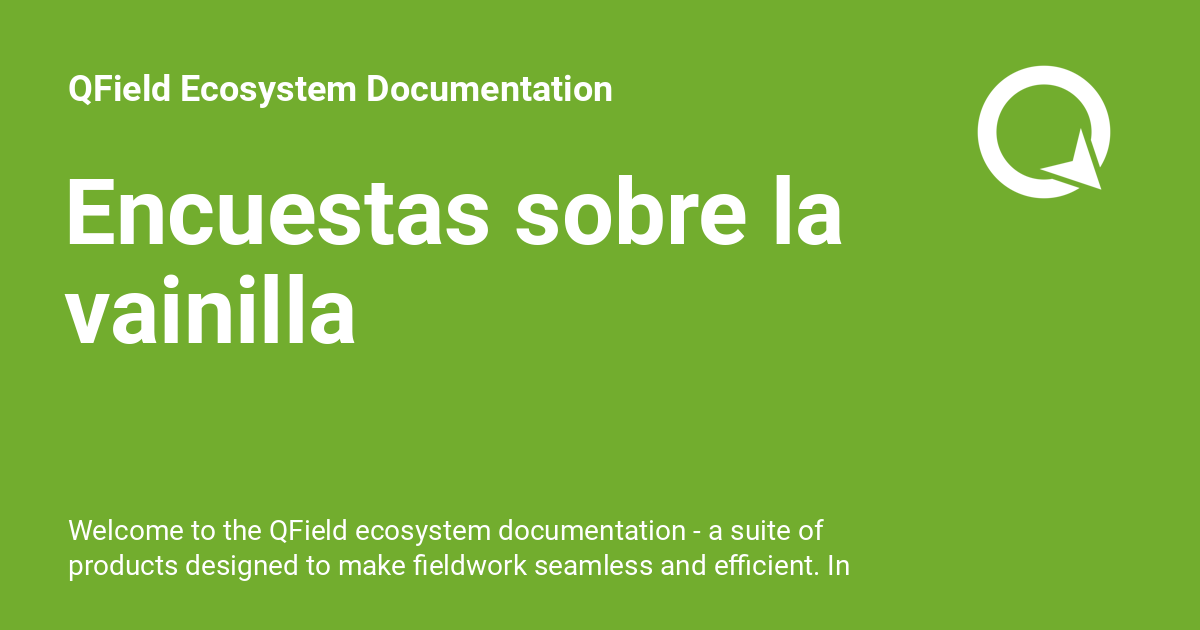 QField Ecosystem Documentation
Encuestas sobre la
vainilla
Welcome to the QField ecosystem documentation - a suite of
products designed to make fieldwork seamless and efficient. In